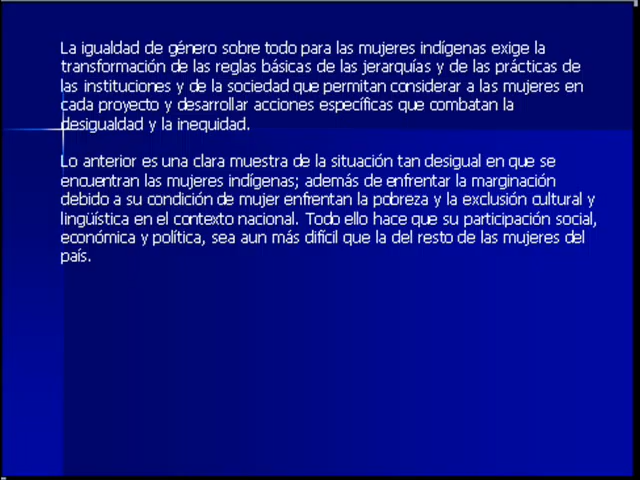 La igualdad de género sobre todo para las mujeres indígenas exige la
transformación de las reglas básicas de las jerarquías y de las prácticas de
las instituciones y de la sociedad que permitan considerar a las mujeres en
cada proyecto y desarrollar acciones específicas que combatan la
desigualdad y la inequidad.
Lo anterior es una clara muestra de la situación tan desigual en que se
encuentran las mujeres indígenas; además de enfrentar la marginación
debido a su condición de mujer enfrentan la pobreza y la exclusión cultural y
lingüística en el contexto nacional. Todo ello hace que su participación social,
económica y política, sea aun más difícil que la del resto de las mujeres del
país.